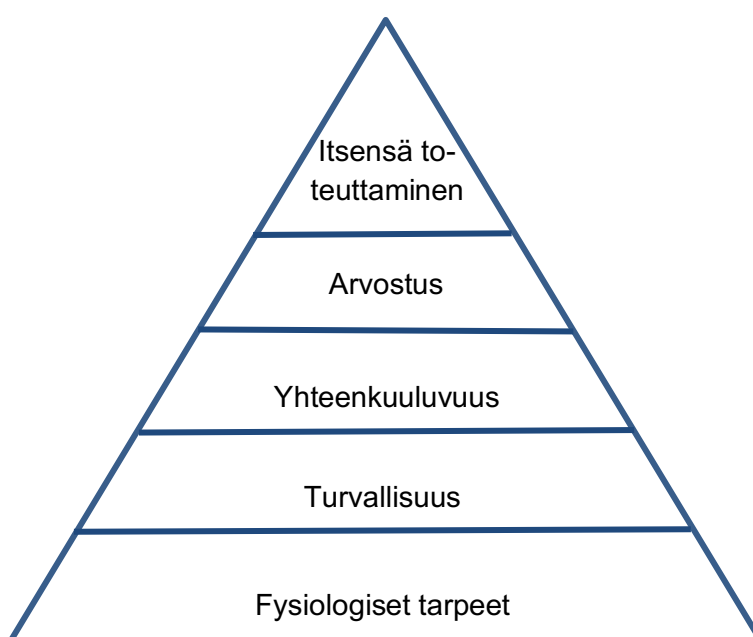 Itsensä to-
teuttaminen
Arvostus
Yhteenkuuluvuus
Turvallisuus
Fysiologiset tarpeet